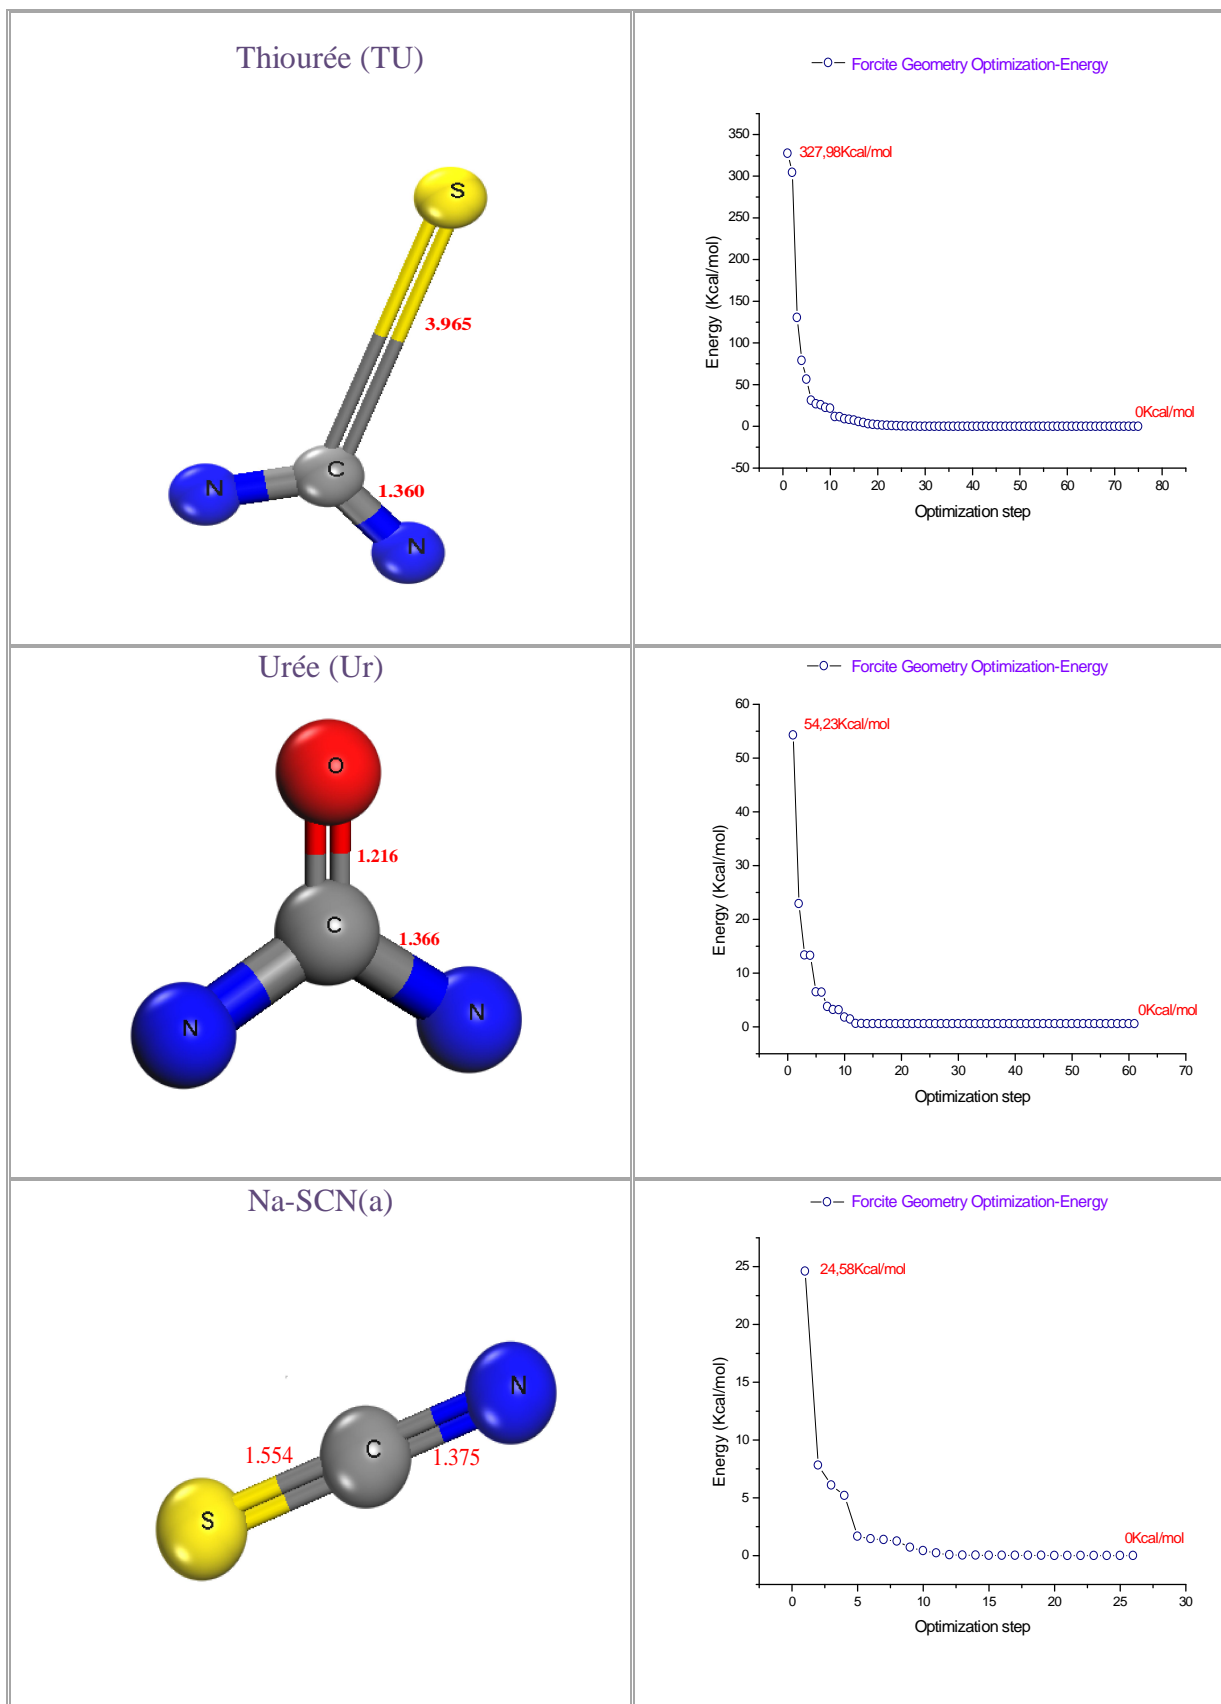 Thiourée (TU)
S
3.965
C
N
1.360
N
Forcite Geometry Optimization-Energy
350
300
250
200
150
100
50
0
-50
327,98Kcal/mol
0Kcal/mol
Energy (Kcal/mol)
0 10 20 30 40 50 60 70 80
Optimization step
Urée (Ur)
O
1.216
C
1.366
N
N
Forcite Geometry Optimization-Energy
60
50
40
30
20
10
0
54,23Kcal/mol
0Kcal/mol
Energy (Kcal/mol)
0 10 20 30 40 50 60 70
Optimization step
Na-SCN(a)
N
C
1.554
1.375
S
Forcite Geometry Optimization-Energy
25
20
15
10
5
0
24,58Kcal/mol
0Kcal/mol
Energy (Kcal/mol)
0 5 10 15 20 25 30
Optimization step